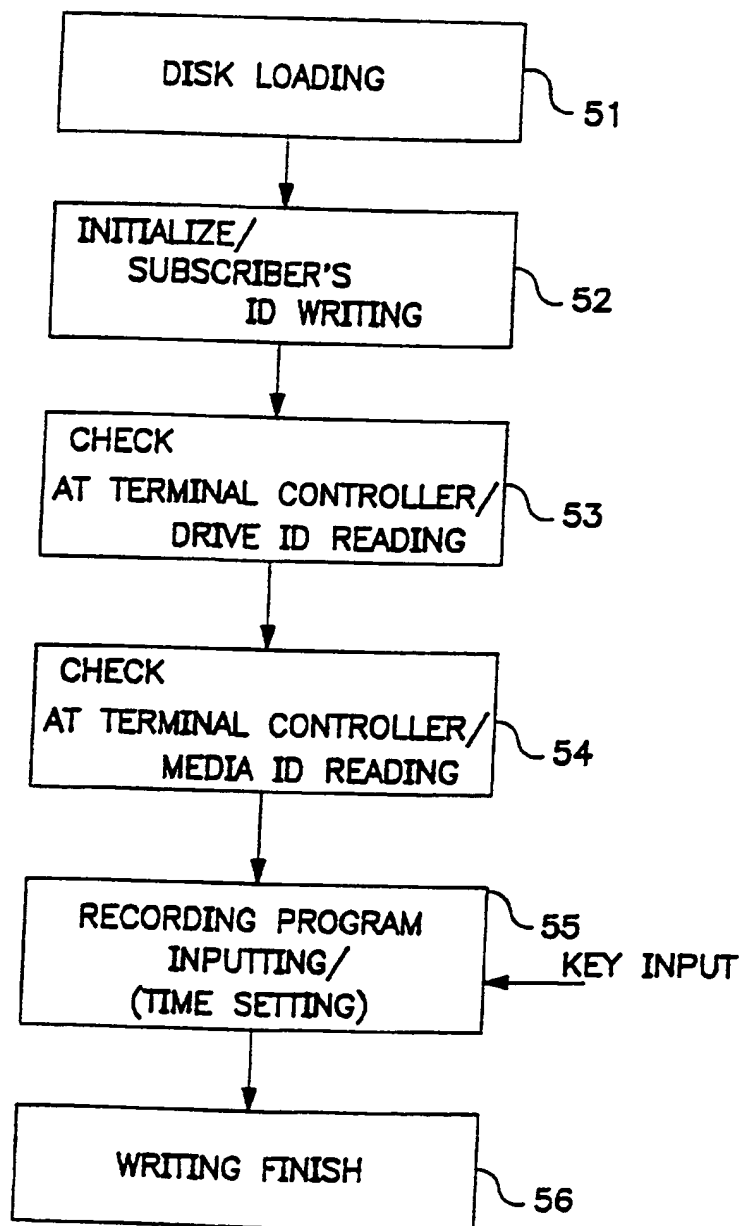 DISK LOADING
51
INITIALIZE/
SUBSCRIBER'S
ID WRITING
52
CHECK
AT TERMINAL CONTROLLER/
DRIVE ID READING
53
CHECK
AT TERMINAL CONTROLLER/
MEDIA ID READING
54
RECORDING PROGRAM
INPUTTING/
(TIME SETTING)
55
KEY INPUT
WRITING FINISH
56